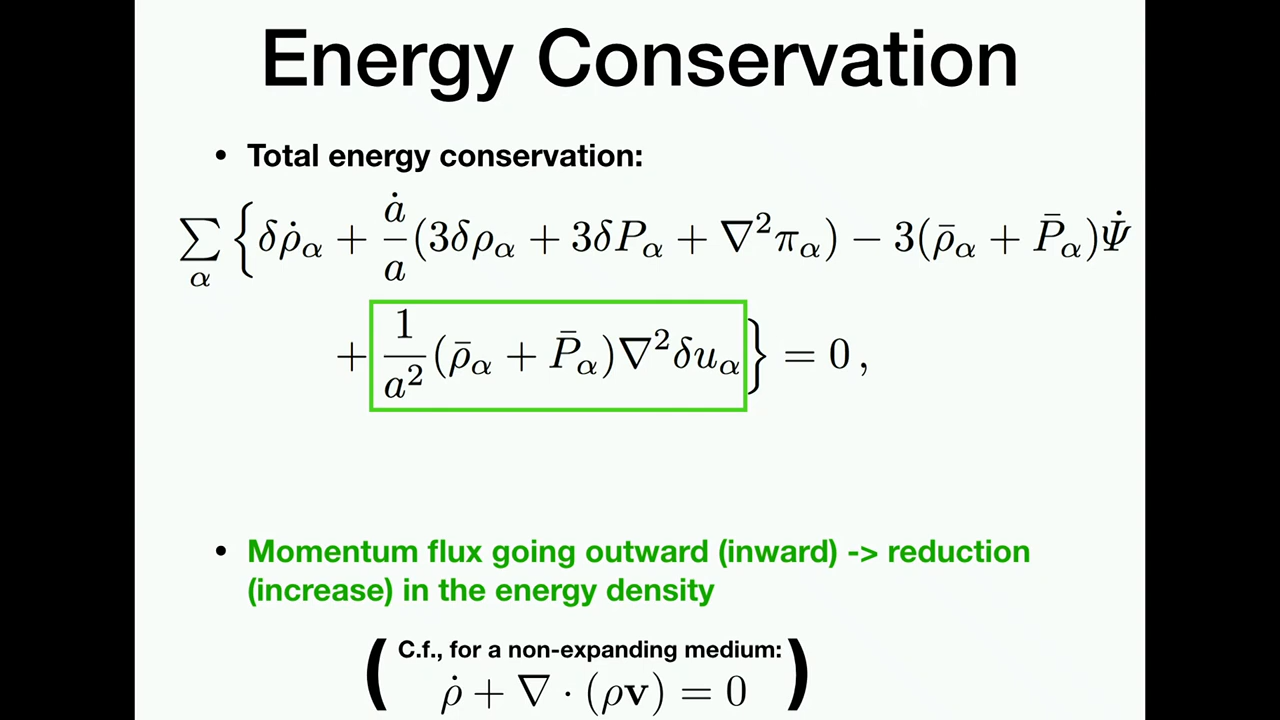 Energy Conservation
• Total energy conservation:
∑_α {δρ̇_α + ȧ/a (3δρ_α + 3δP_α + ∇²π_α) − 3(ρ̄_α + P̄_α)Ψ̇
+ 1/a² (ρ̄_α + P̄_α)∇²δu_α} = 0 ,
• Momentum flux going outward (inward) -> reduction
(increase) in the energy density
( C.f., for a non-expanding medium: )
ρ̇ + ∇ · (ρv) = 0